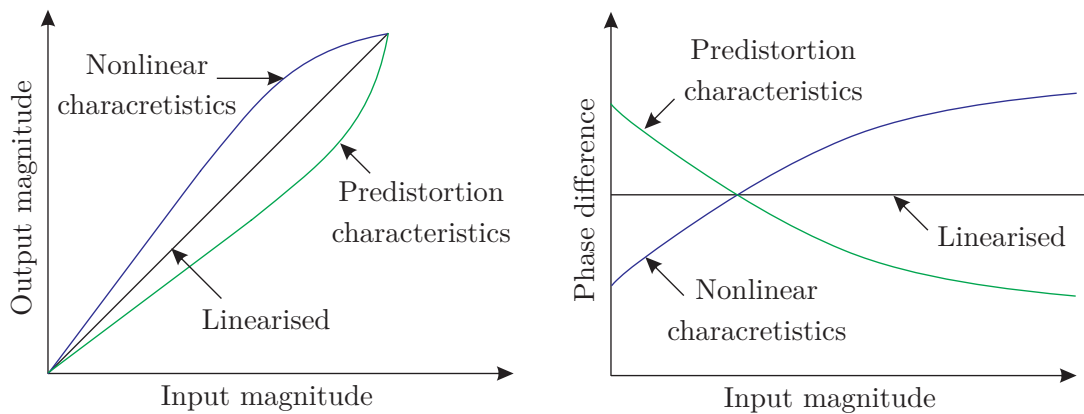 Nonlinear
characretistics
Predistortion
characteristics
Linearised
Output magnitude
Input magnitude
Predistortion
characteristics
Linearised
Nonlinear
characretistics
Phase difference
Input magnitude